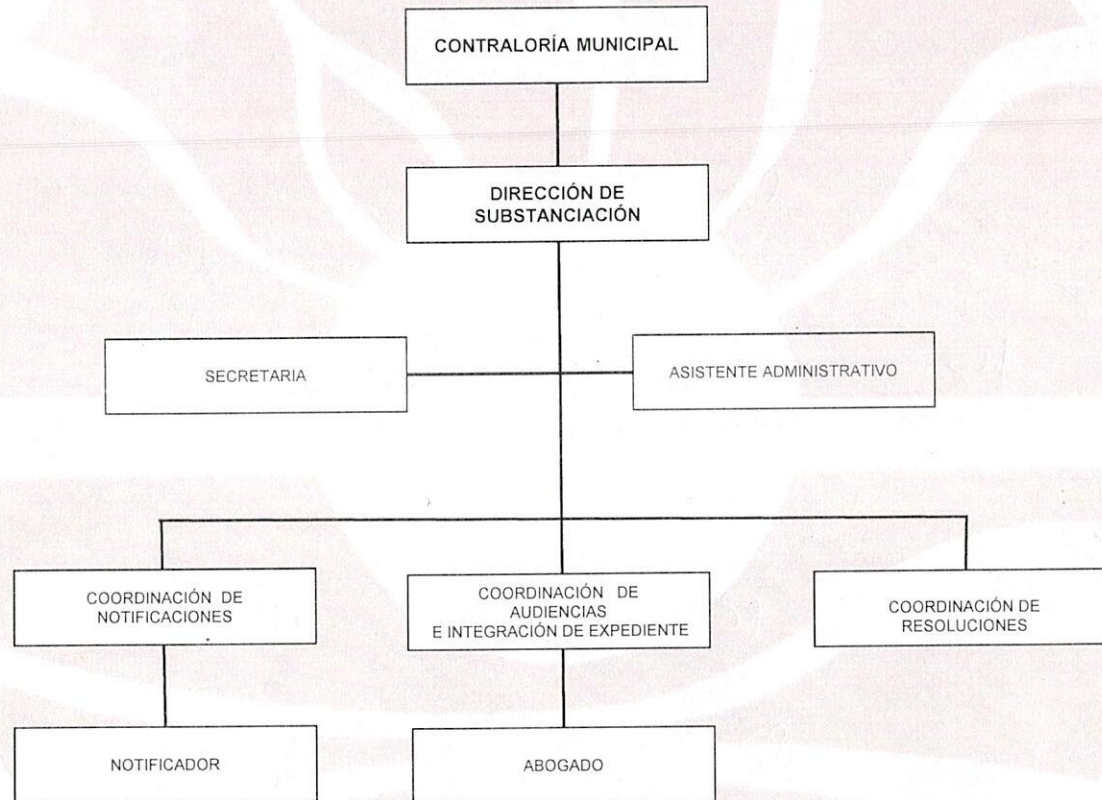 CONTRALORÍA MUNICIPAL
DIRECCIÓN DE
SUBSTANCIACIÓN
SECRETARIA
ASISTENTE ADMINISTRATIVO
COORDINACIÓN DE
NOTIFICACIONES
COORDINACIÓN DE
AUDIENCIAS
E INTEGRACIÓN DE EXPEDIENTE
COORDINACIÓN DE
RESOLUCIONES
NOTIFICADOR
ABOGADO